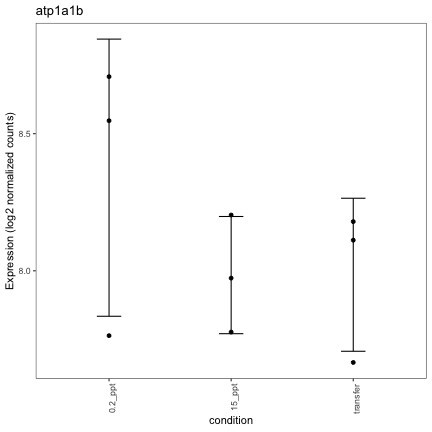 atp1a1b
Expression (log2 normalized counts)
8.5
8.0
0.2_ppt
15_ppt
transfer
condition